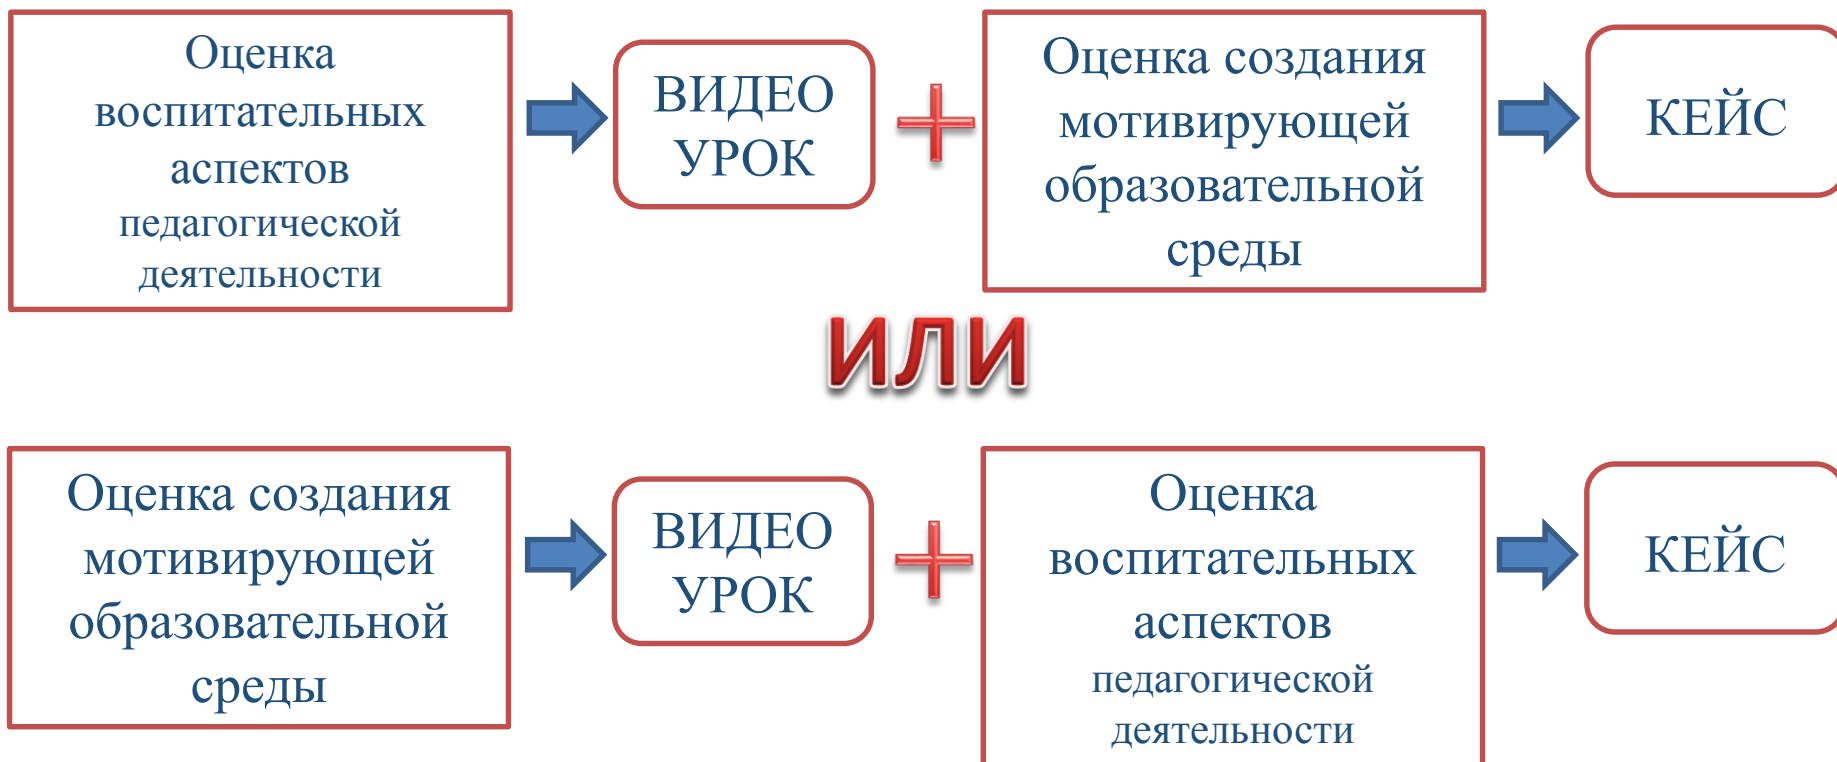 Оценка
воспитательных
аспектов
педагогической
деятельности
ВИДЕО
УРОК
+
Оценка создания
мотивирующей
образовательной
среды
КЕЙС
ИЛИ
Оценка создания
мотивирующей
образовательной
среды
ВИДЕО
УРОК
+
Оценка
воспитательных
аспектов
педагогической
деятельности
КЕЙС